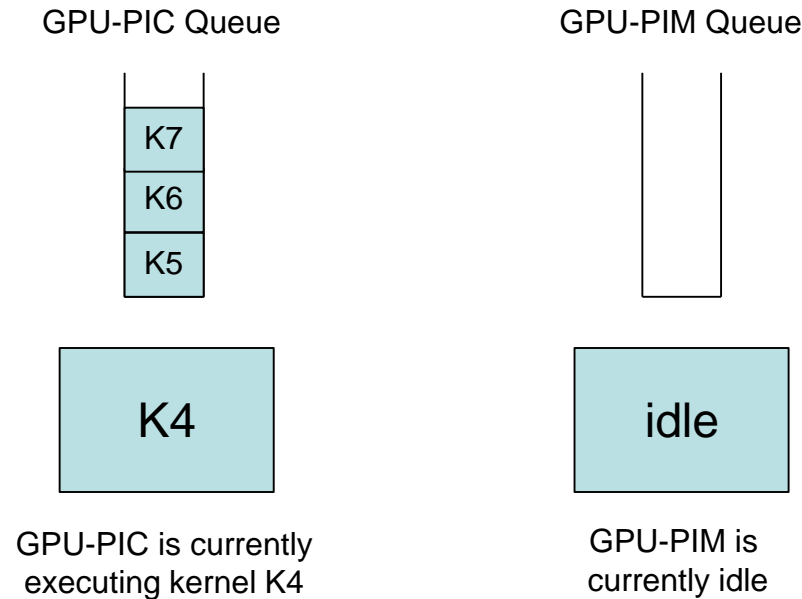 GPU-PIC Queue
GPU-PIM Queue
K7
K6
K5
K4
idle
GPU-PIC is currently
executing kernel K4
GPU-PIM is
currently idle